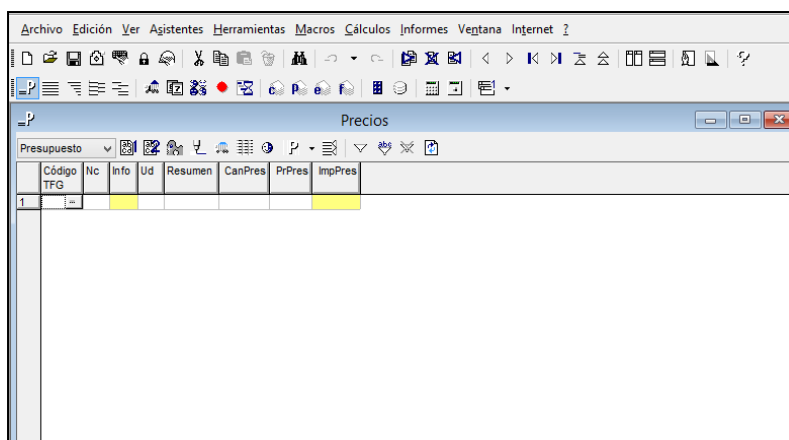 Archivo Edición Ver Asistentes Herramientas Macros Cálculos Informes Ventana Internet ?
Precios
Presupuesto
Código Nc Info Ud Resumen CanPres PrPres ImpPres
TFG
1